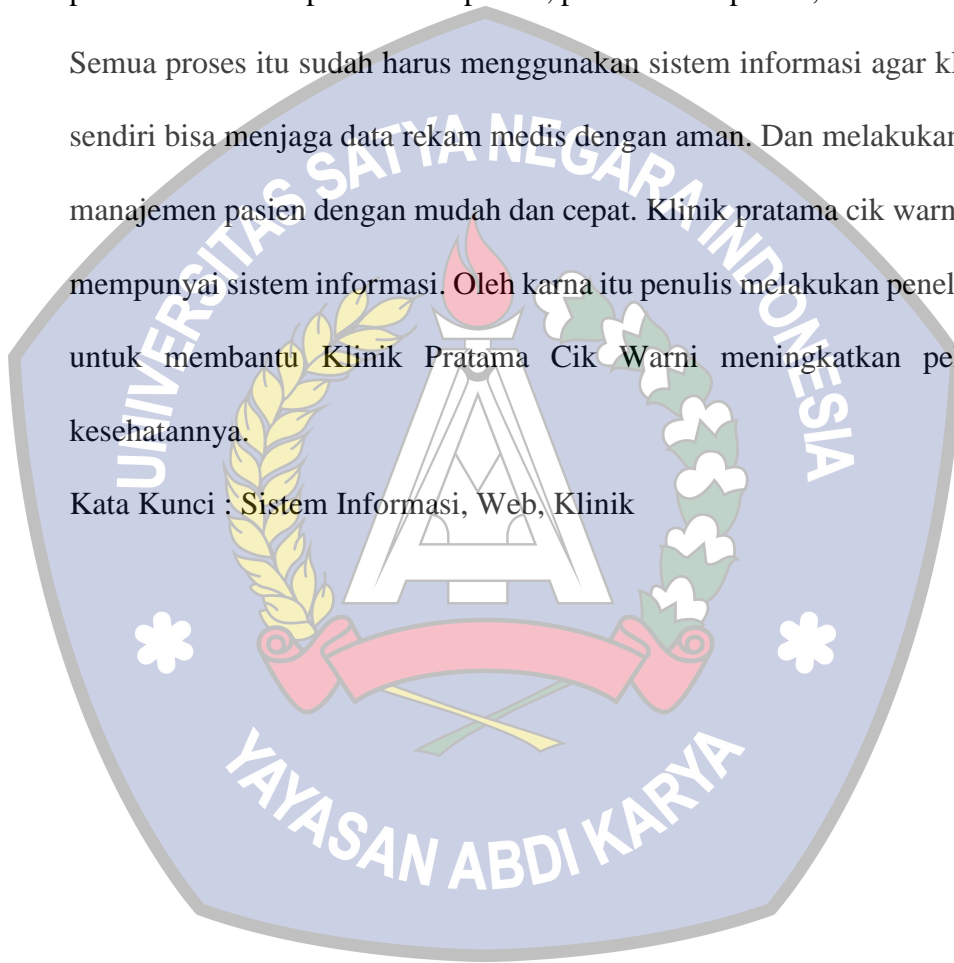 Semua proses itu sudah harus menggunakan sistem informasi agar kl
sendiri bisa menjaga data rekam medis dengan aman. Dan melakukan
manajemen pasien dengan mudah dan cepat. Klinik pratama cik warn
mempunyai sistem informasi. Oleh karna itu penulis melakukan penel
untuk membantu Klinik Pratama Cik Warni meningkatkan pe
kesehatannya.
Kata Kunci : Sistem Informasi, Web, Klinik
UNIVERSITAS SATYA NEGARA INDONESIA
YAYASAN ABDI KARYA